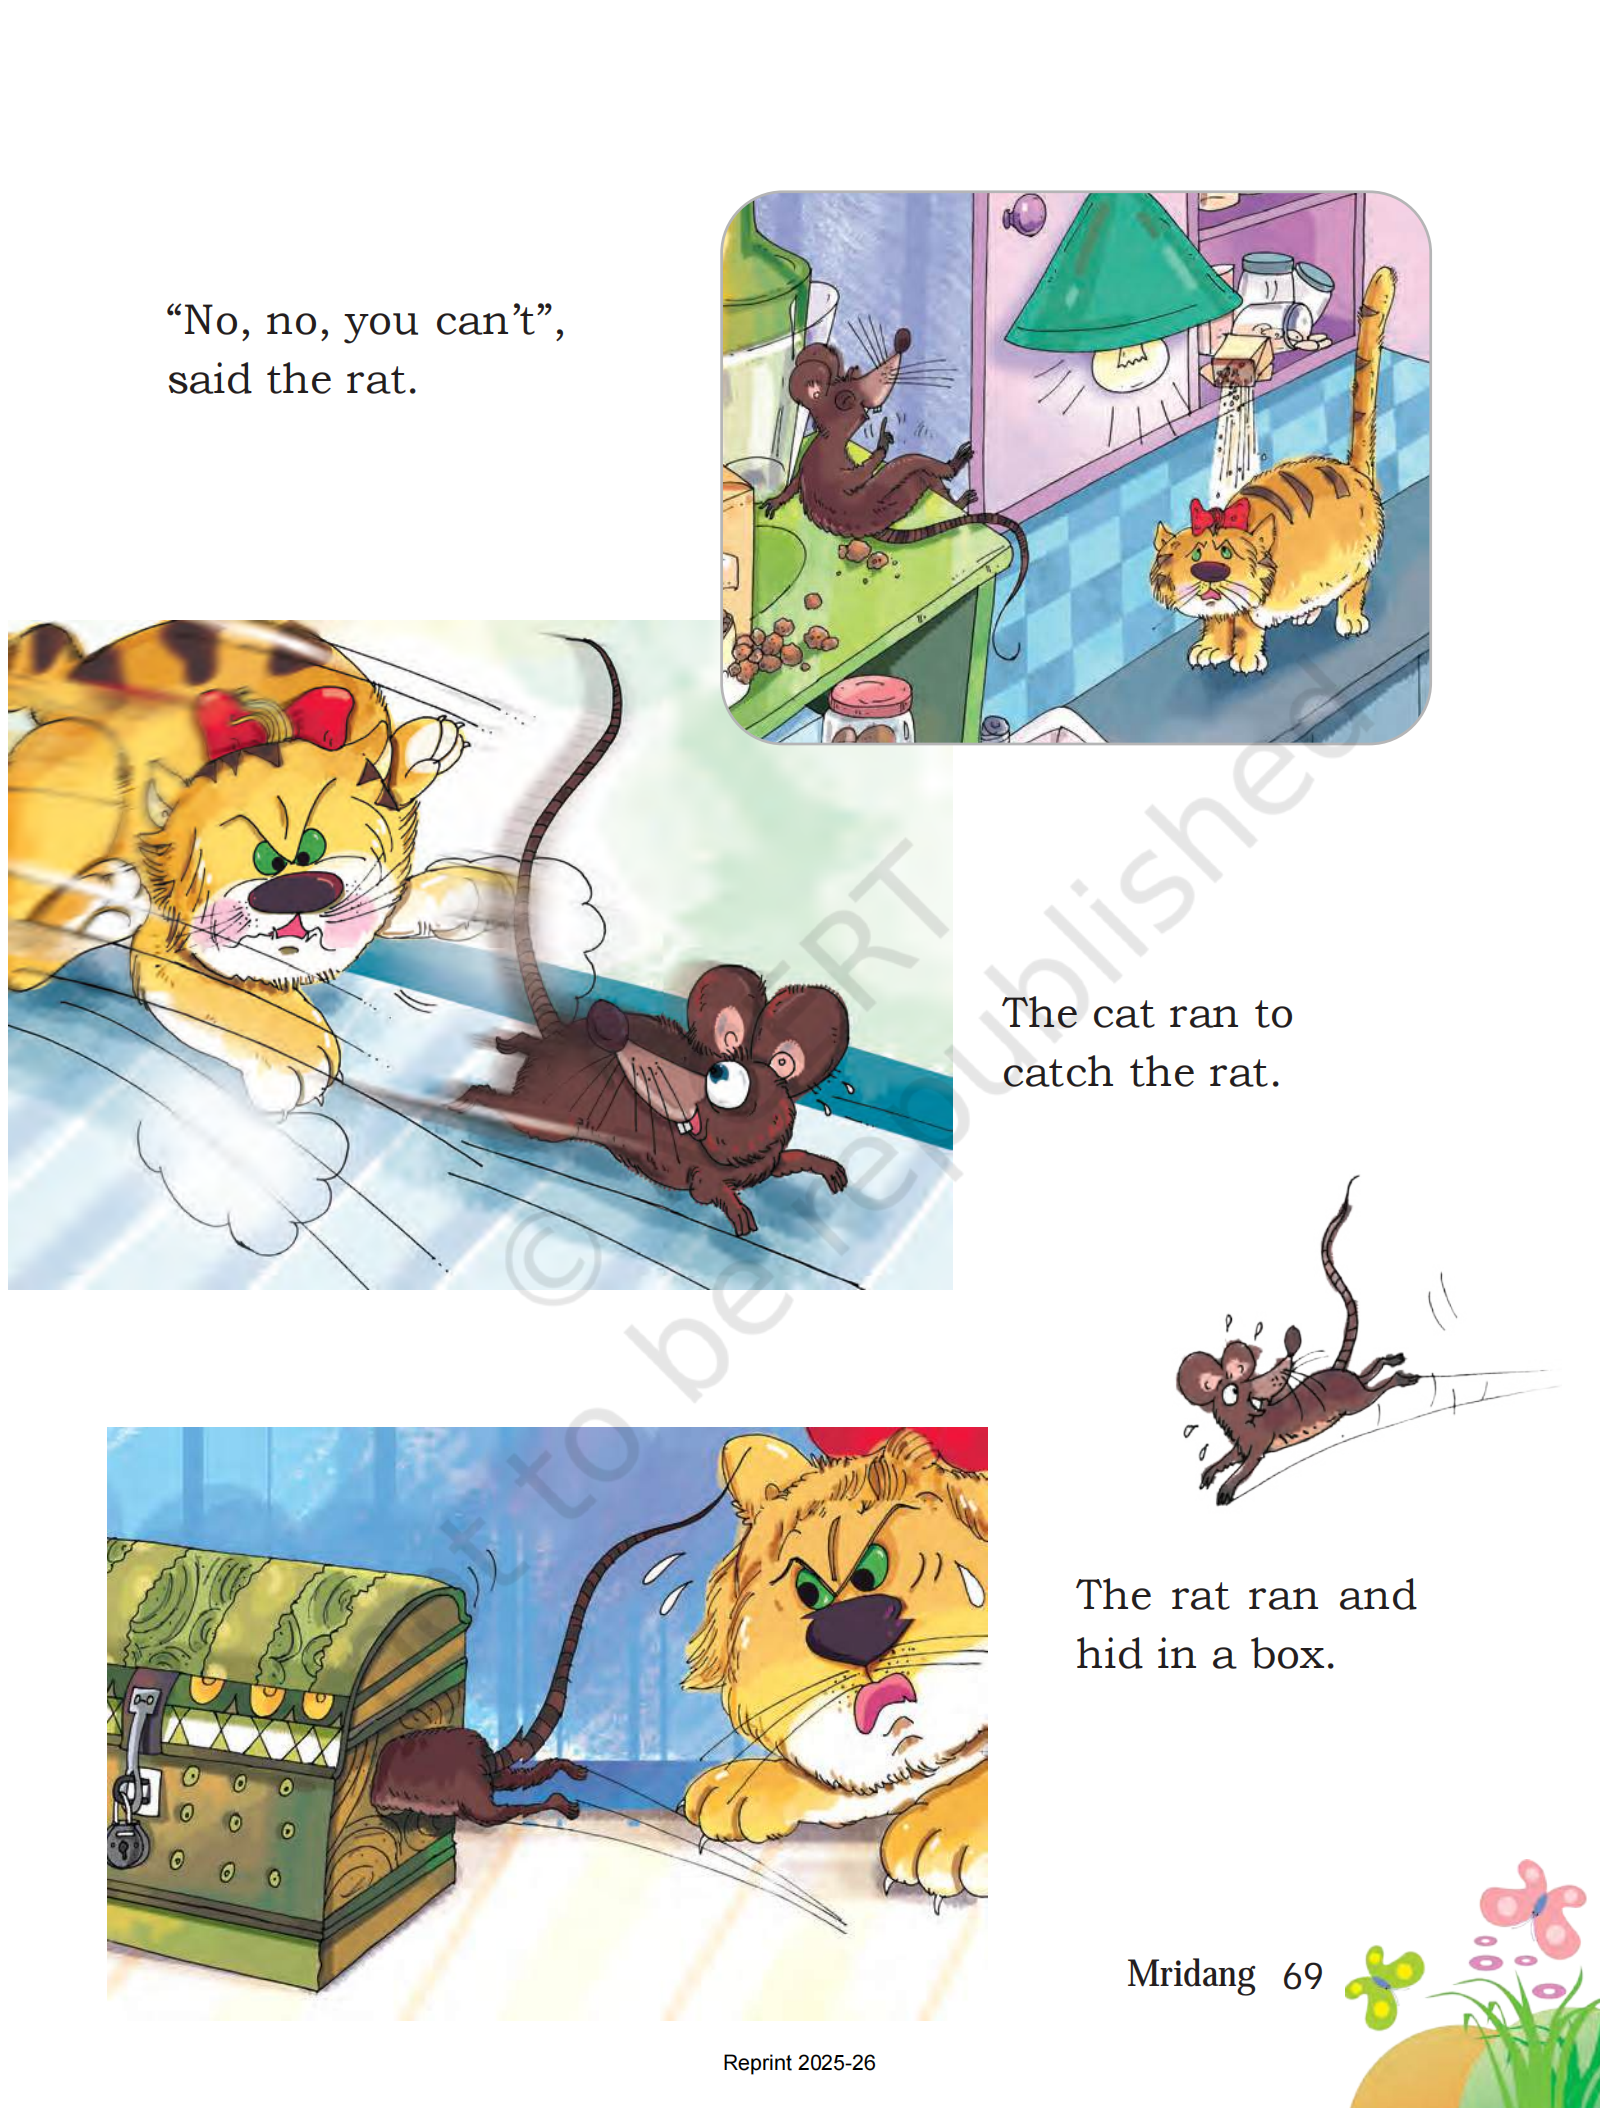 “No, no, you can’t”,
said the rat.
The cat ran to
catch the rat.
The rat ran and
hid in a box.
© NCERT
not to be republished
Mridang 69
Reprint 2025-26